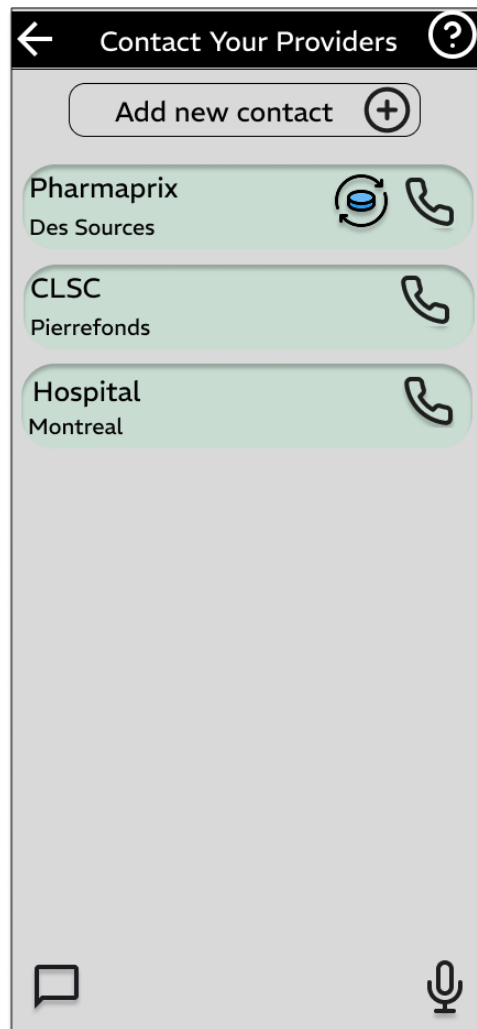 Contact Your Providers
Add new contact
Pharmaprix
Des Sources
CLSC
Pierrefonds
Hospital
Montreal